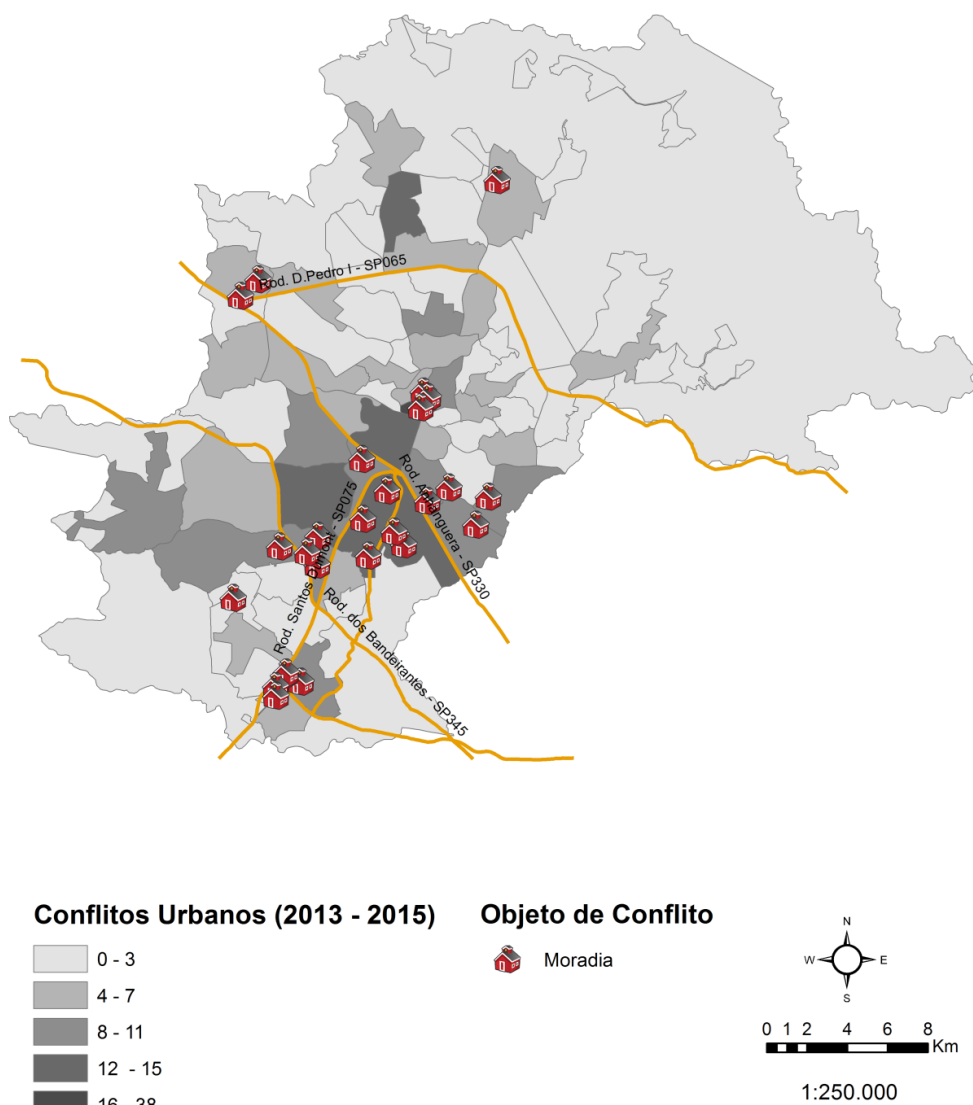 Rod. D.Pedro I - SP065
Rod. Anhanguera - SP330
Rod. Santos Dumont - SP075
Rod. dos Bandeirantes - SP345
Conflitos Urbanos (2013 - 2015)
0 - 3
4 - 7
8 - 11
12 - 15
16 - 38
Objeto de Conflito
Moradia
N
W
E
S
0 1 2 4 6 8
Km
1:250.000